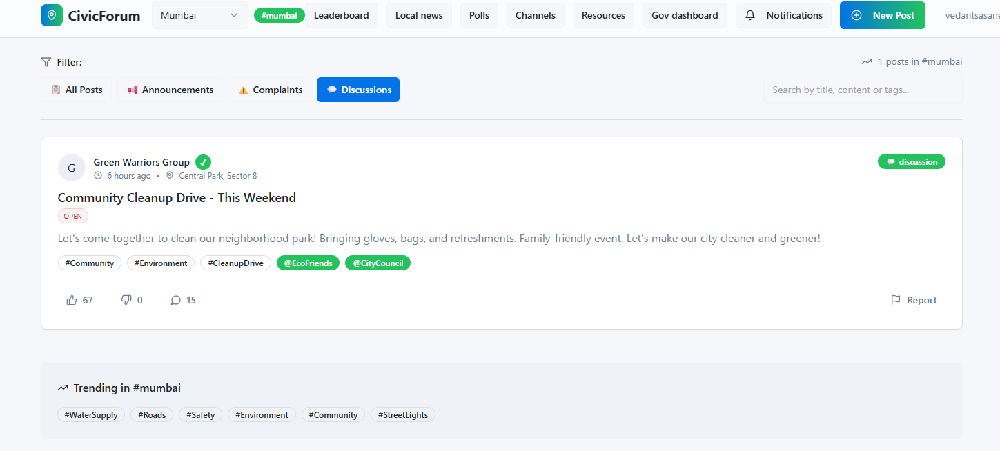 CivicForum Mumbai #mumbai Leaderboard Local news Polls Channels Resources Gov dashboard Notifications New Post
Filter: 1 posts in #mumbai
All Posts Announcements Complaints Discussions Search by title, content or tags...
G Green Warriors Group discussion
6 hours ago • Central Park, Sector 8
Community Cleanup Drive - This Weekend
OPEN
Let's come together to clean our neighborhood park! Bringing gloves, bags, and refreshments. Family-friendly event. Let's make our city cleaner and greener!
#Community #Environment #CleanupDrive @EcoFriends @CityCouncil
67 0 15 Report
Trending in #mumbai
#WaterSupply #Roads #Safety #Environment #Community #StreetLights